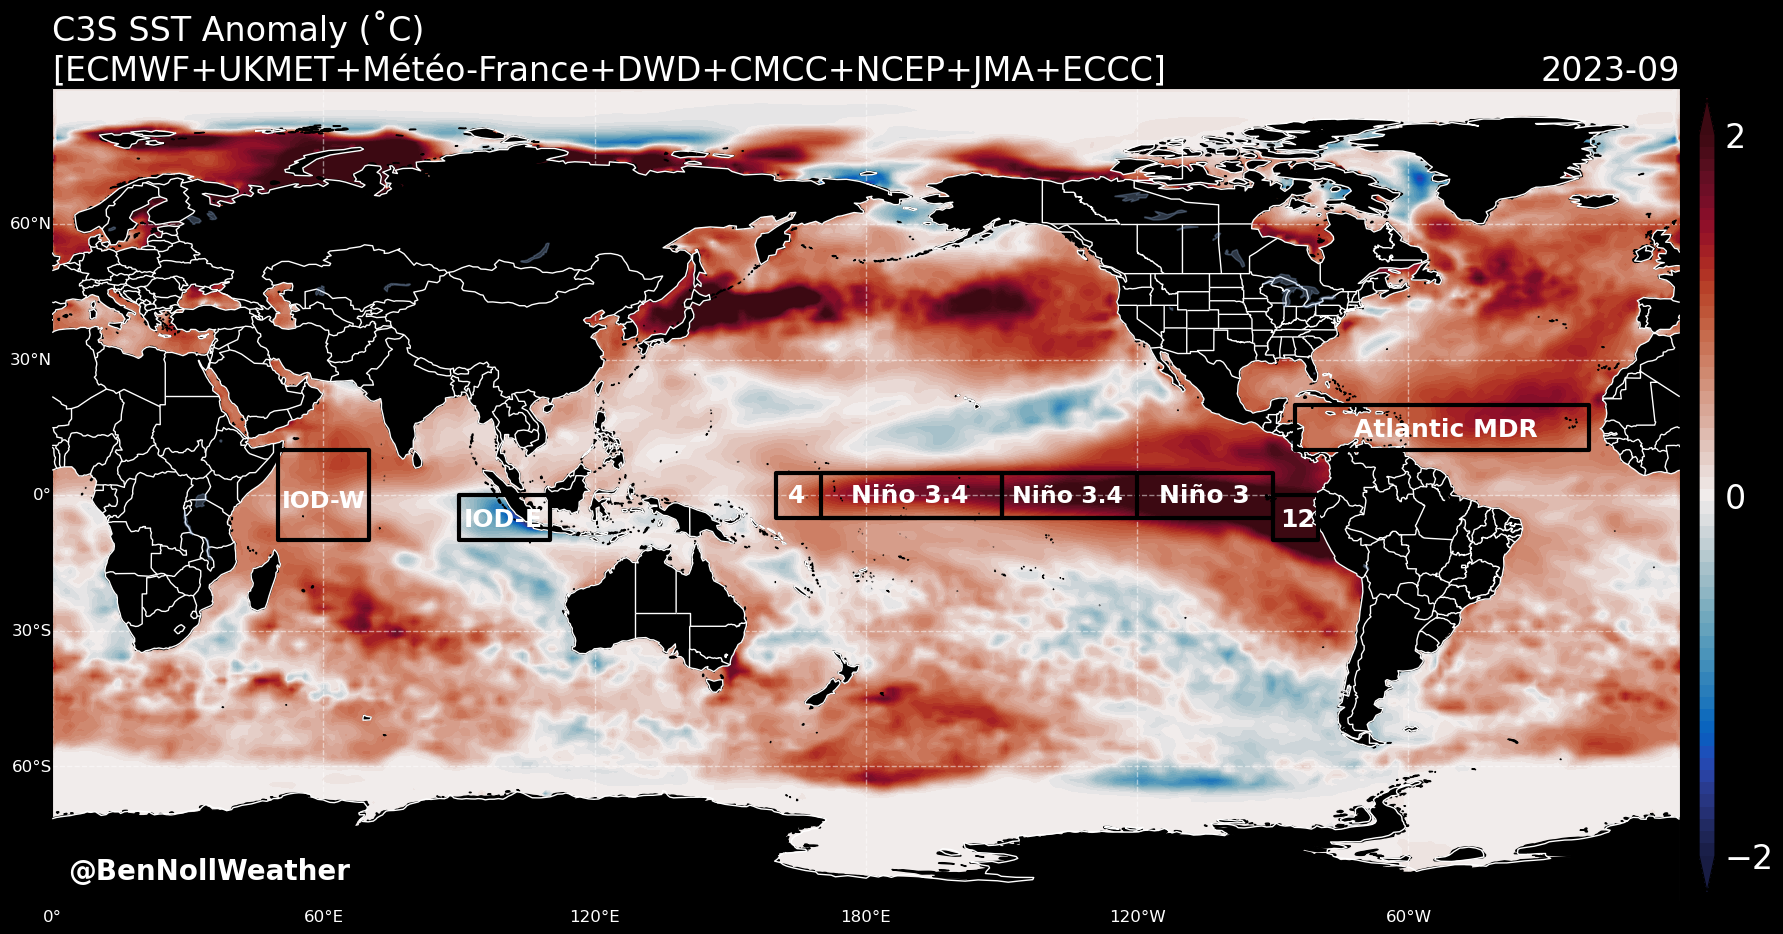 C3S SST Anomaly (˚C)
[ECMWF+UKMET+Météo-France+DWD+CMCC+NCEP+JMA+ECCC]
2023-09
2
60°N
30°N
Atlantic MDR
IOD-W
0°
IOD-E
4
Niño 3.4
Niño 3.4
Niño 3
12
0
30°S
60°S
−2
@BenNollWeather
0°
60°E
120°E
180°E
120°W
60°W